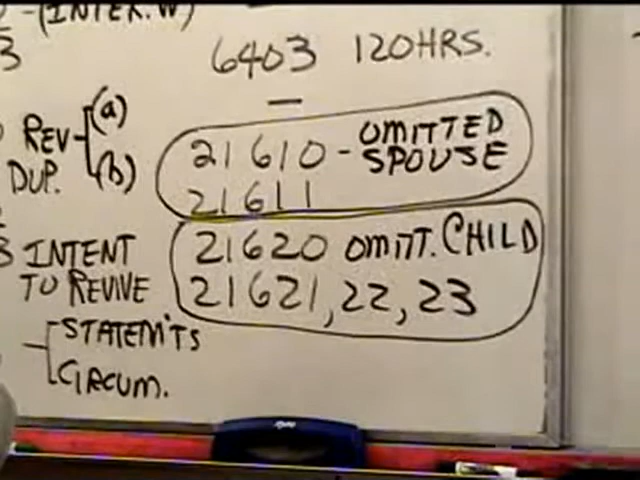 -(INTER.W)
3
6403 120HRS.
REV (a)
DUP. (b)
21610 - OMITTED SPOUSE
21611
21620 OMITT. CHILD
21621, 22, 23
3 INTENT
TO REVIVE
STATEM'TS
CIRCUM.